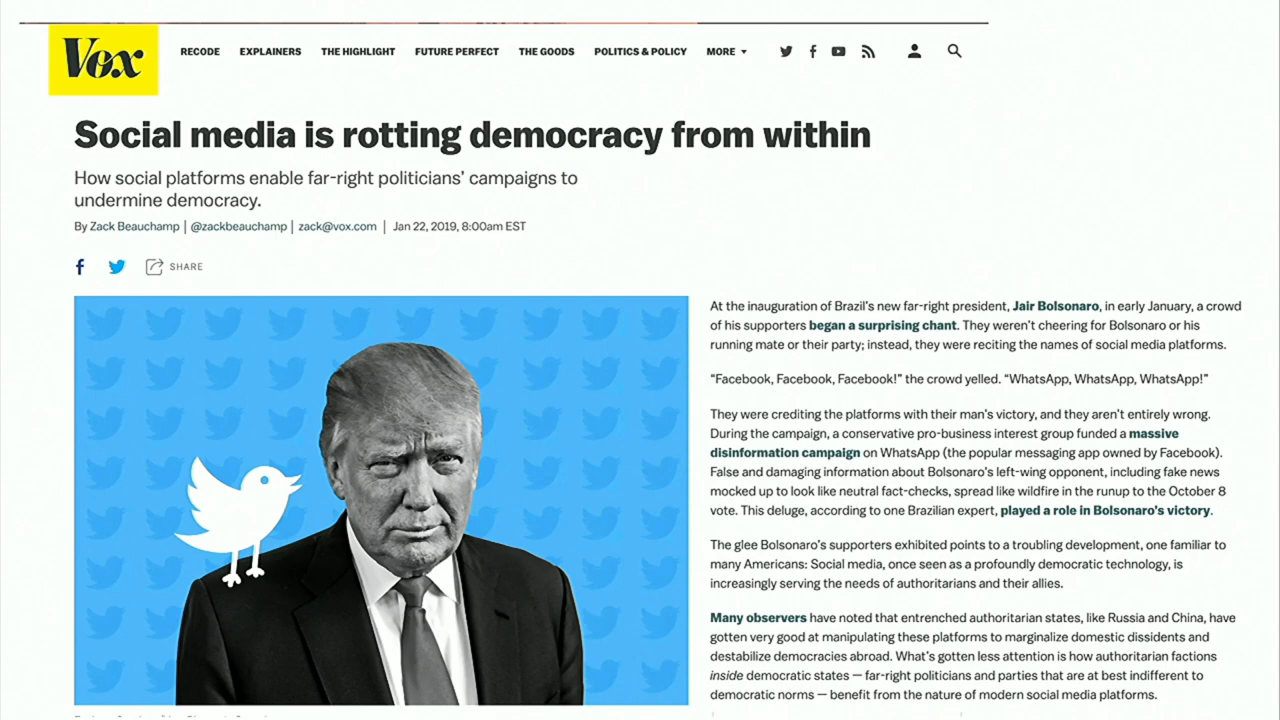 Vox
RECODE EXPLAINERS THE HIGHLIGHT FUTURE PERFECT THE GOODS POLITICS & POLICY MORE
Social media is rotting democracy from within
How social platforms enable far-right politicians’ campaigns to
undermine democracy.
By Zack Beauchamp | @zackbeauchamp | zack@vox.com | Jan 22, 2019, 8:00am EST
SHARE
At the inauguration of Brazil’s new far-right president, Jair Bolsonaro, in early January, a crowd
of his supporters began a surprising chant. They weren’t cheering for Bolsonaro or his
running mate or their party; instead, they were reciting the names of social media platforms.
“Facebook, Facebook, Facebook!” the crowd yelled. “WhatsApp, WhatsApp, WhatsApp!”
They were crediting the platforms with their man’s victory, and they aren’t entirely wrong.
During the campaign, a conservative pro-business interest group funded a massive
disinformation campaign on WhatsApp (the popular messaging app owned by Facebook).
False and damaging information about Bolsonaro’s left-wing opponent, including fake news
mocked up to look like neutral fact-checks, spread like wildfire in the runup to the October 8
vote. This deluge, according to one Brazilian expert, played a role in Bolsonaro’s victory.
The glee Bolsonaro’s supporters exhibited points to a troubling development, one familiar to
many Americans: Social media, once seen as a profoundly democratic technology, is
increasingly serving the needs of authoritarians and their allies.
Many observers have noted that entrenched authoritarian states, like Russia and China, have
gotten very good at manipulating these platforms to marginalize domestic dissidents and
destabilize democracies abroad. What’s gotten less attention is how authoritarian factions
inside democratic states — far-right politicians and parties that are at best indifferent to
democratic norms — benefit from the nature of modern social media platforms.